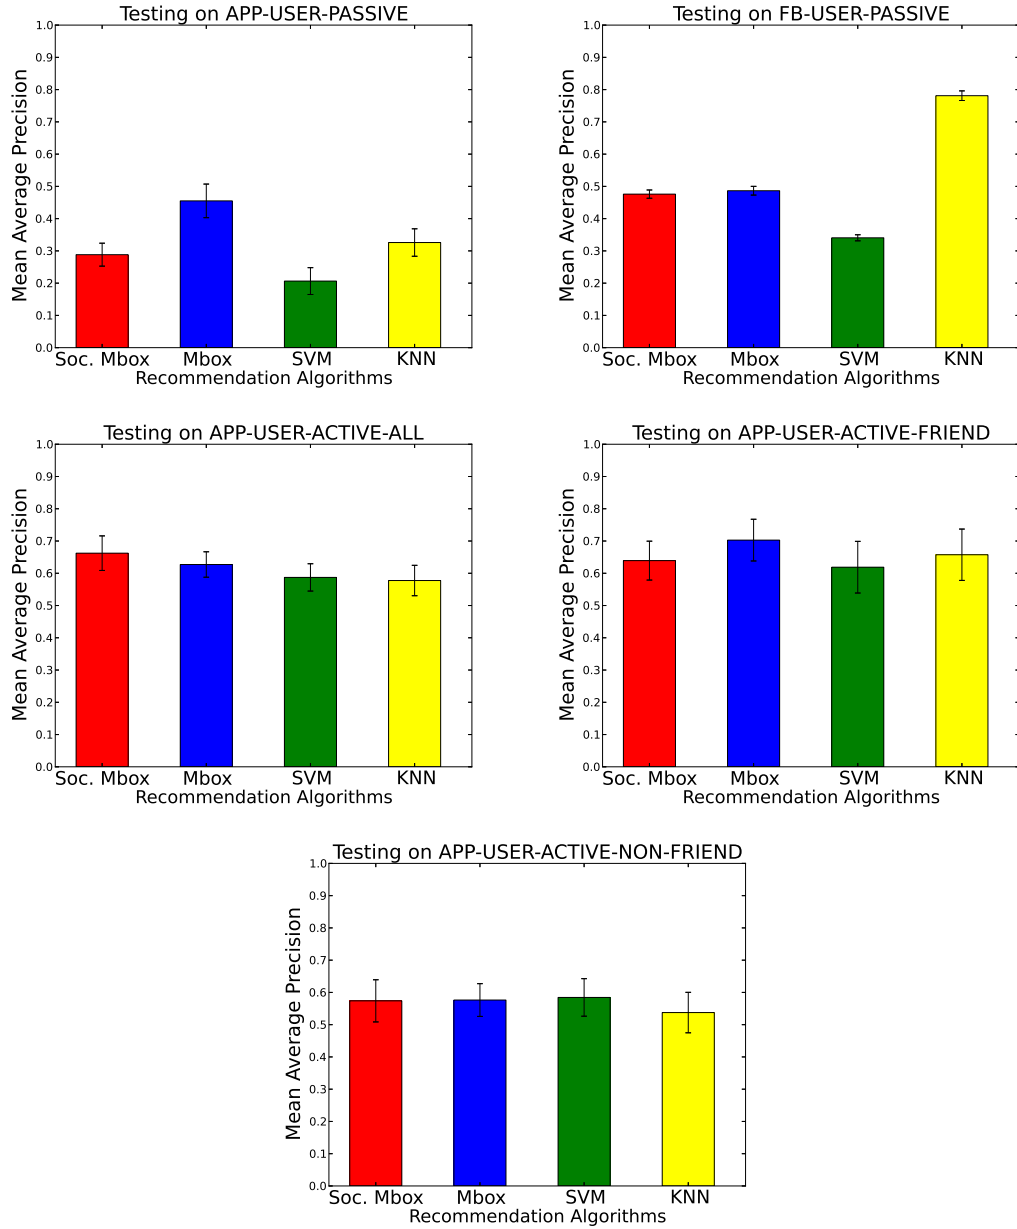 Testing on APP-USER-PASSIVE
1.0
0.9
0.8
0.7
0.6
0.5
0.4
0.3
0.2
0.1
0.0
Mean Average Precision
Soc. Mbox Mbox SVM KNN
Recommendation Algorithms
Testing on FB-USER-PASSIVE
1.0
0.9
0.8
0.7
0.6
0.5
0.4
0.3
0.2
0.1
0.0
Mean Average Precision
Soc. Mbox Mbox SVM KNN
Recommendation Algorithms
Testing on APP-USER-ACTIVE-ALL
1.0
0.9
0.8
0.7
0.6
0.5
0.4
0.3
0.2
0.1
0.0
Mean Average Precision
Soc. Mbox Mbox SVM KNN
Recommendation Algorithms
Testing on APP-USER-ACTIVE-FRIEND
1.0
0.9
0.8
0.7
0.6
0.5
0.4
0.3
0.2
0.1
0.0
Mean Average Precision
Soc. Mbox Mbox SVM KNN
Recommendation Algorithms
Testing on APP-USER-ACTIVE-NON-FRIEND
1.0
0.9
0.8
0.7
0.6
0.5
0.4
0.3
0.2
0.1
0.0
Mean Average Precision
Soc. Mbox Mbox SVM KNN
Recommendation Algorithms